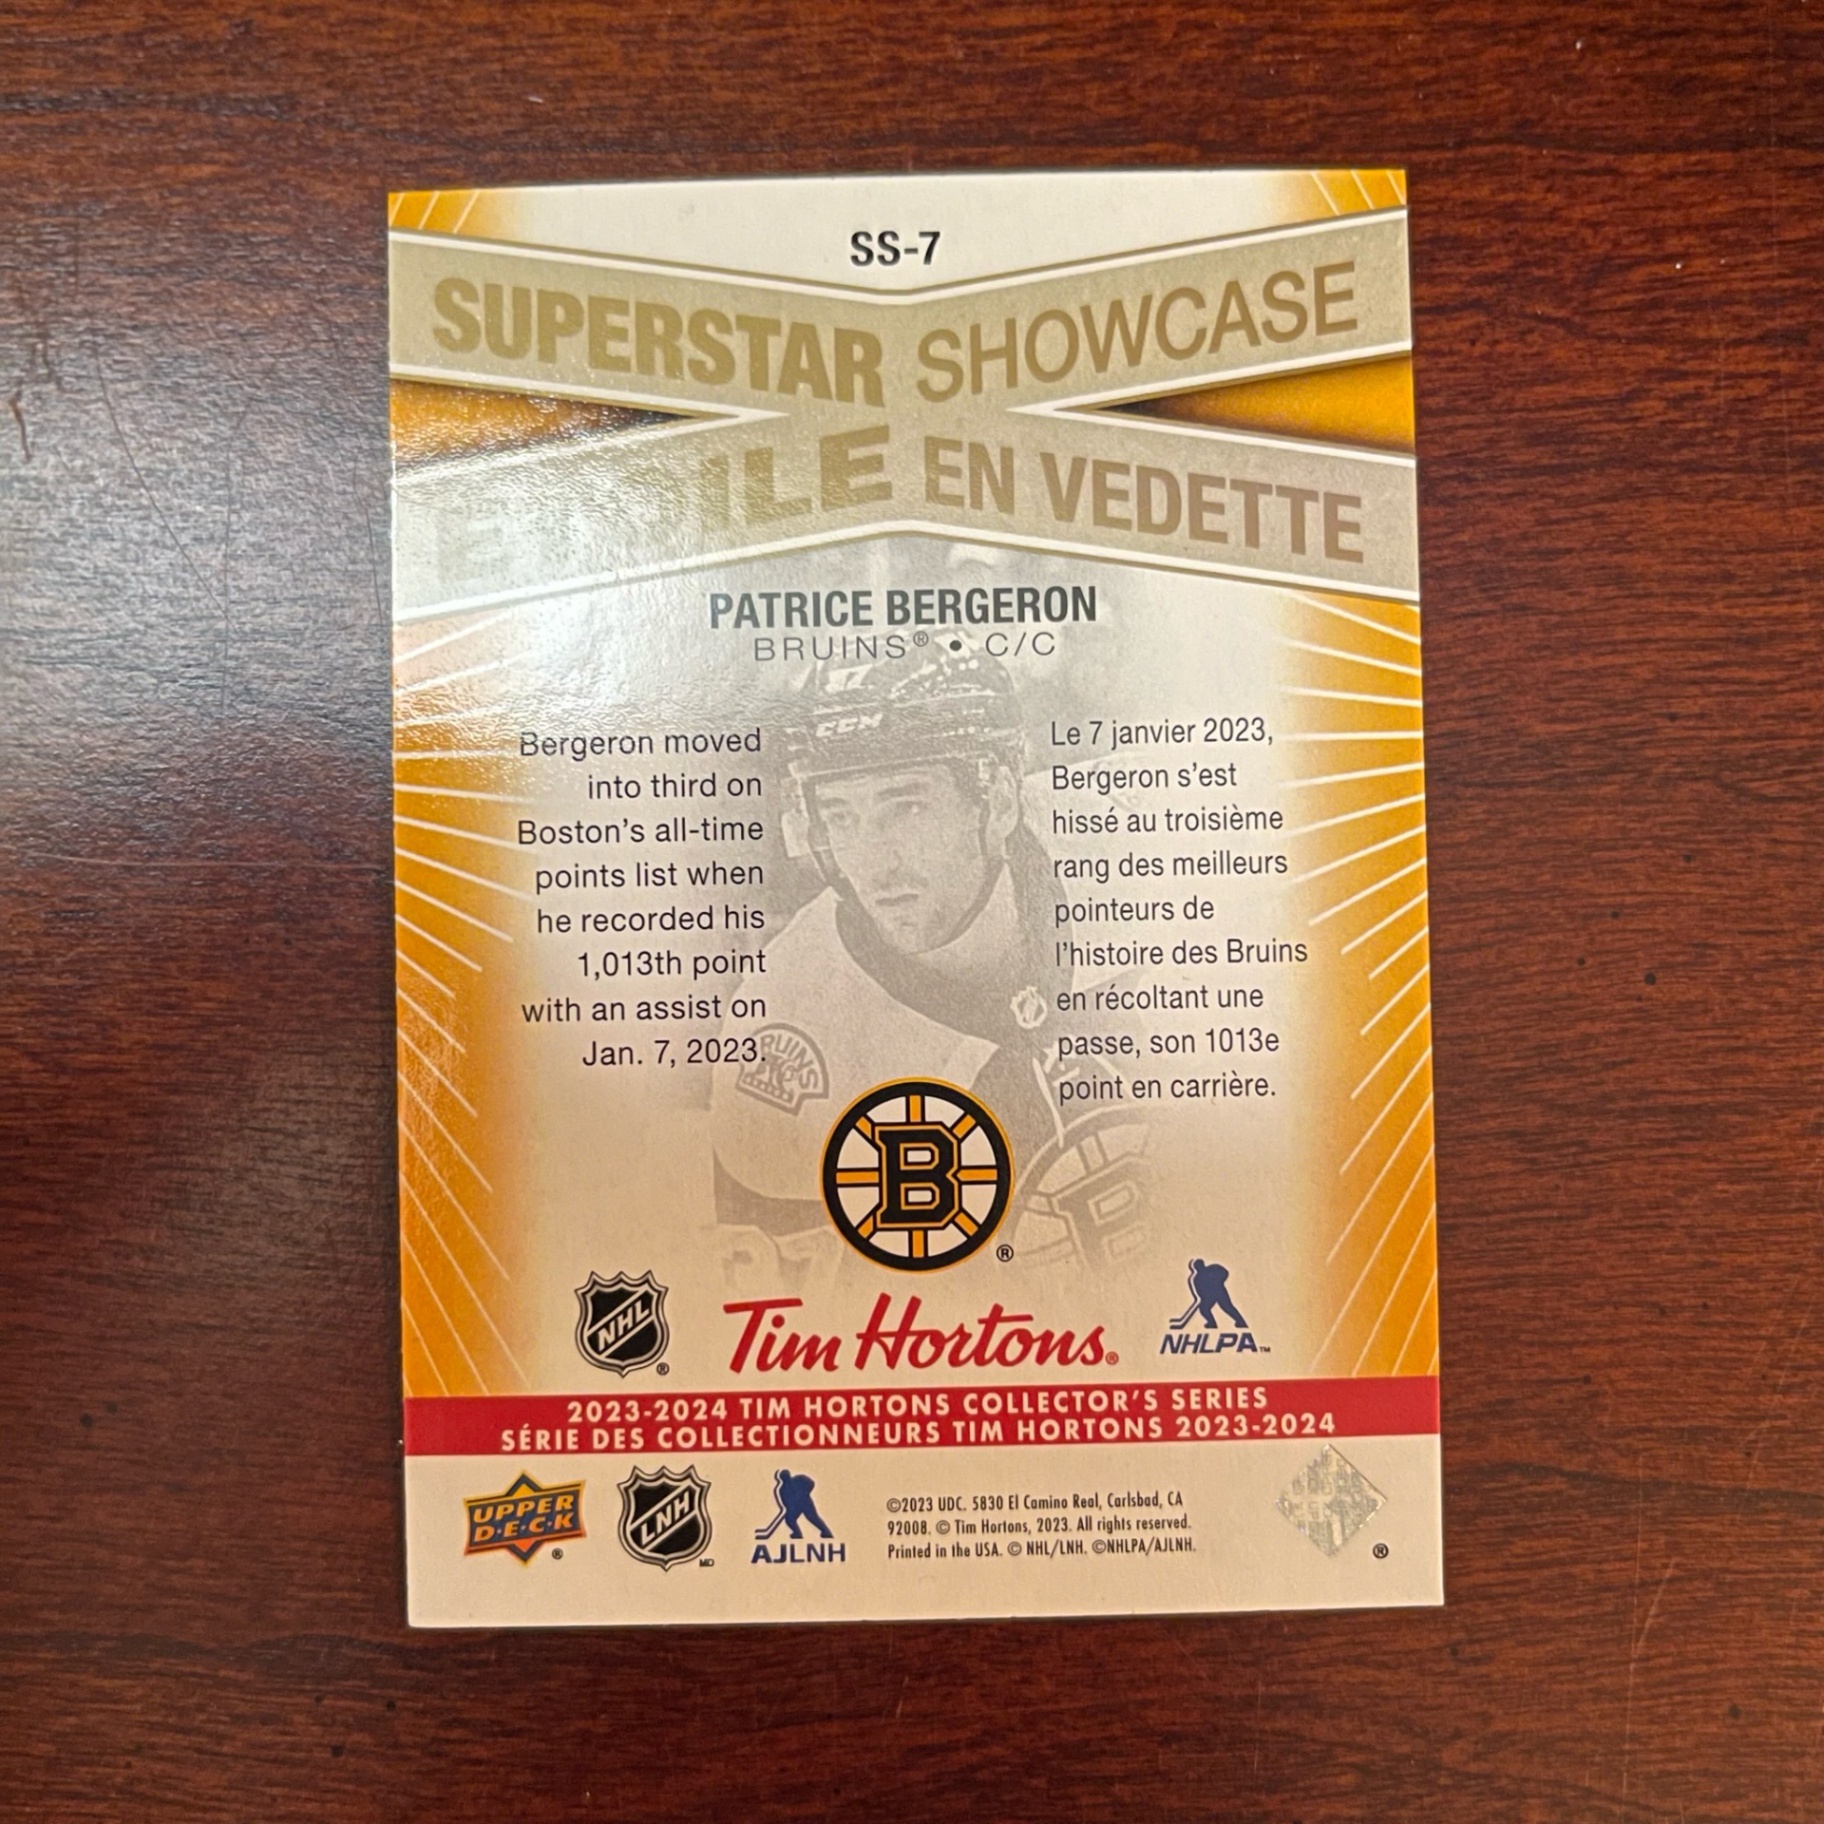 SS-7
SUPERSTAR SHOWCASE
EN VEDETTE
PATRICE BERGERON
BRUINS® • C/C
CCM
Bergeron moved
into third on
Boston's all-time
points list when
he recorded his
1,013th point
with an assist on
Jan. 7, 2023.
Le 7 janvier 2023,
Bergeron s'est
hissé au troisième
rang des meilleurs
pointeurs de
l'histoire des Bruins
en récoltant une
passe, son 1013e
point en carrière.
B ®
NHL ®
Tim Hortons®
NHLPA™
2023-2024 TIM HORTONS COLLECTOR'S SERIES
SÉRIE DES COLLECTIONNEURS TIM HORTONS 2023-2024
UPPER
D·E·C·K ®
LNH MD
AJLNH
©2023 UDC. 5830 El Camino Real, Carlsbad, CA
92008. © Tim Hortons, 2023. All rights reserved.
Printed in the USA. © NHL/LNH. ©NHLPA/AJLNH.
®